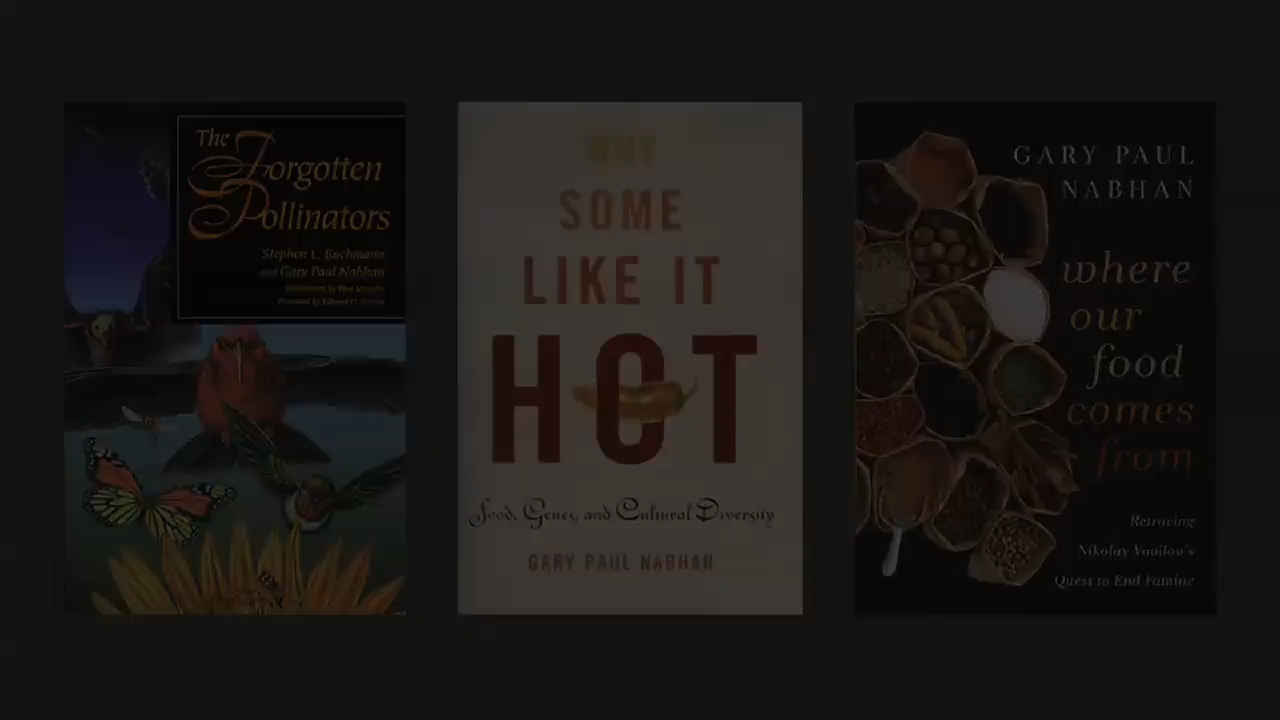 The
Forgotten
Pollinators
Stephen L. Buchmann
and Gary Paul Nabhan
WHY
SOME
LIKE IT
HOT
Food, Genes, and Cultural Diversity
GARY PAUL NABHAN
GARY PAUL
NABHAN
where
our
food
comes
from
Retracing
Nikolay Vavilov's
Quest to End Famine